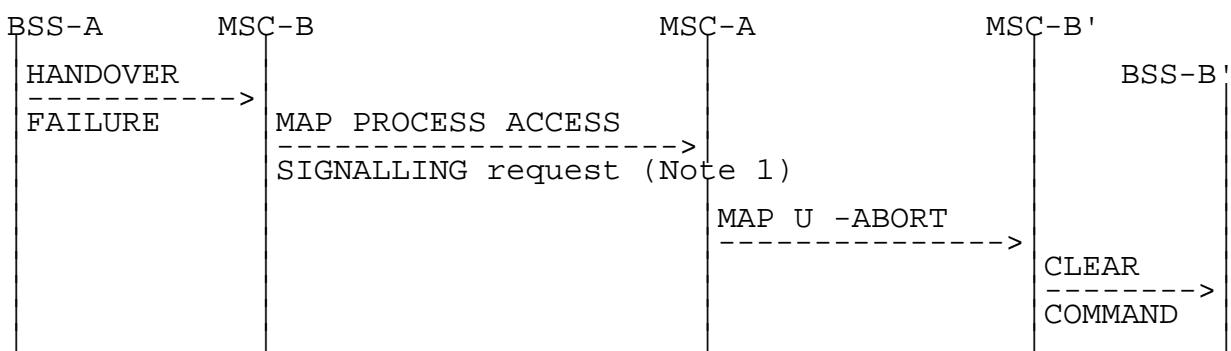 BSS-A MSC-B MSC-A MSC-B'
HANDOVER BSS-B'
----------->
FAILURE MAP PROCESS ACCESS
--------------------->
SIGNALLING request (Note 1)
MAP U -ABORT
--------------->
CLEAR
-------->
COMMAND